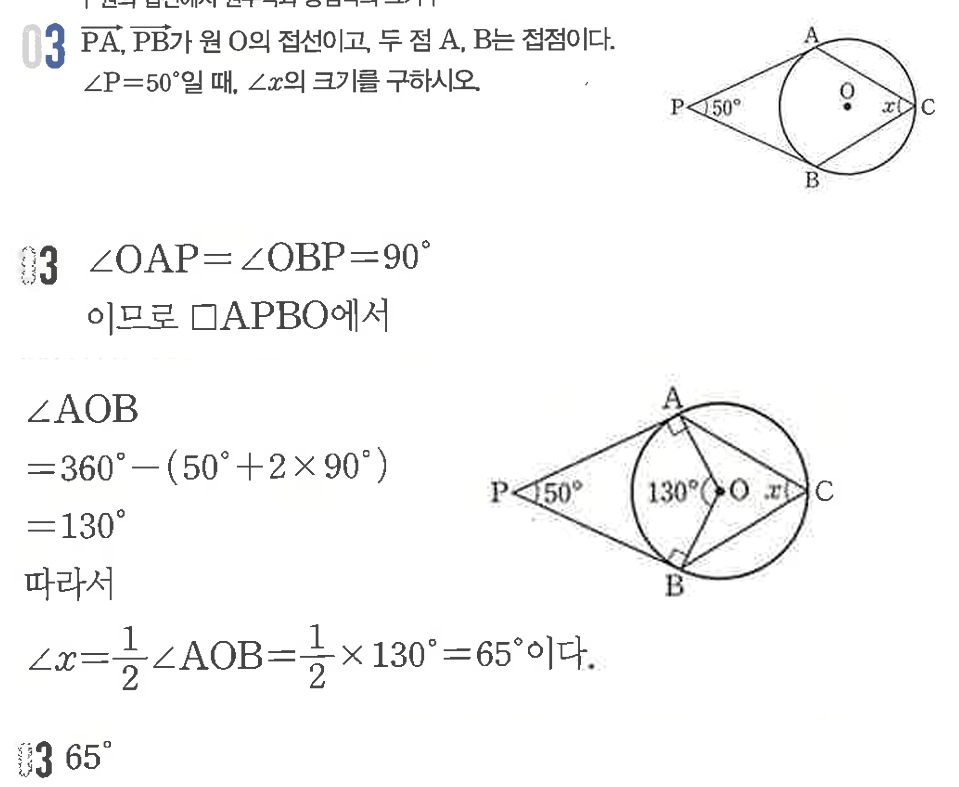 03 PA, PB가 원 O의 접선이고, 두 점 A, B는 접점이다.
∠P=50°일 때, ∠x의 크기를 구하시오.
A
O
P 50° x C
B
03 ∠OAP=∠OBP=90°
이므로 □APBO에서
∠AOB
=360°-(50°+2×90°)
=130°
따라서
∠x=1/2∠AOB=1/2×130°=65°이다.
A
P 50° 130° O x C
B
03 65°